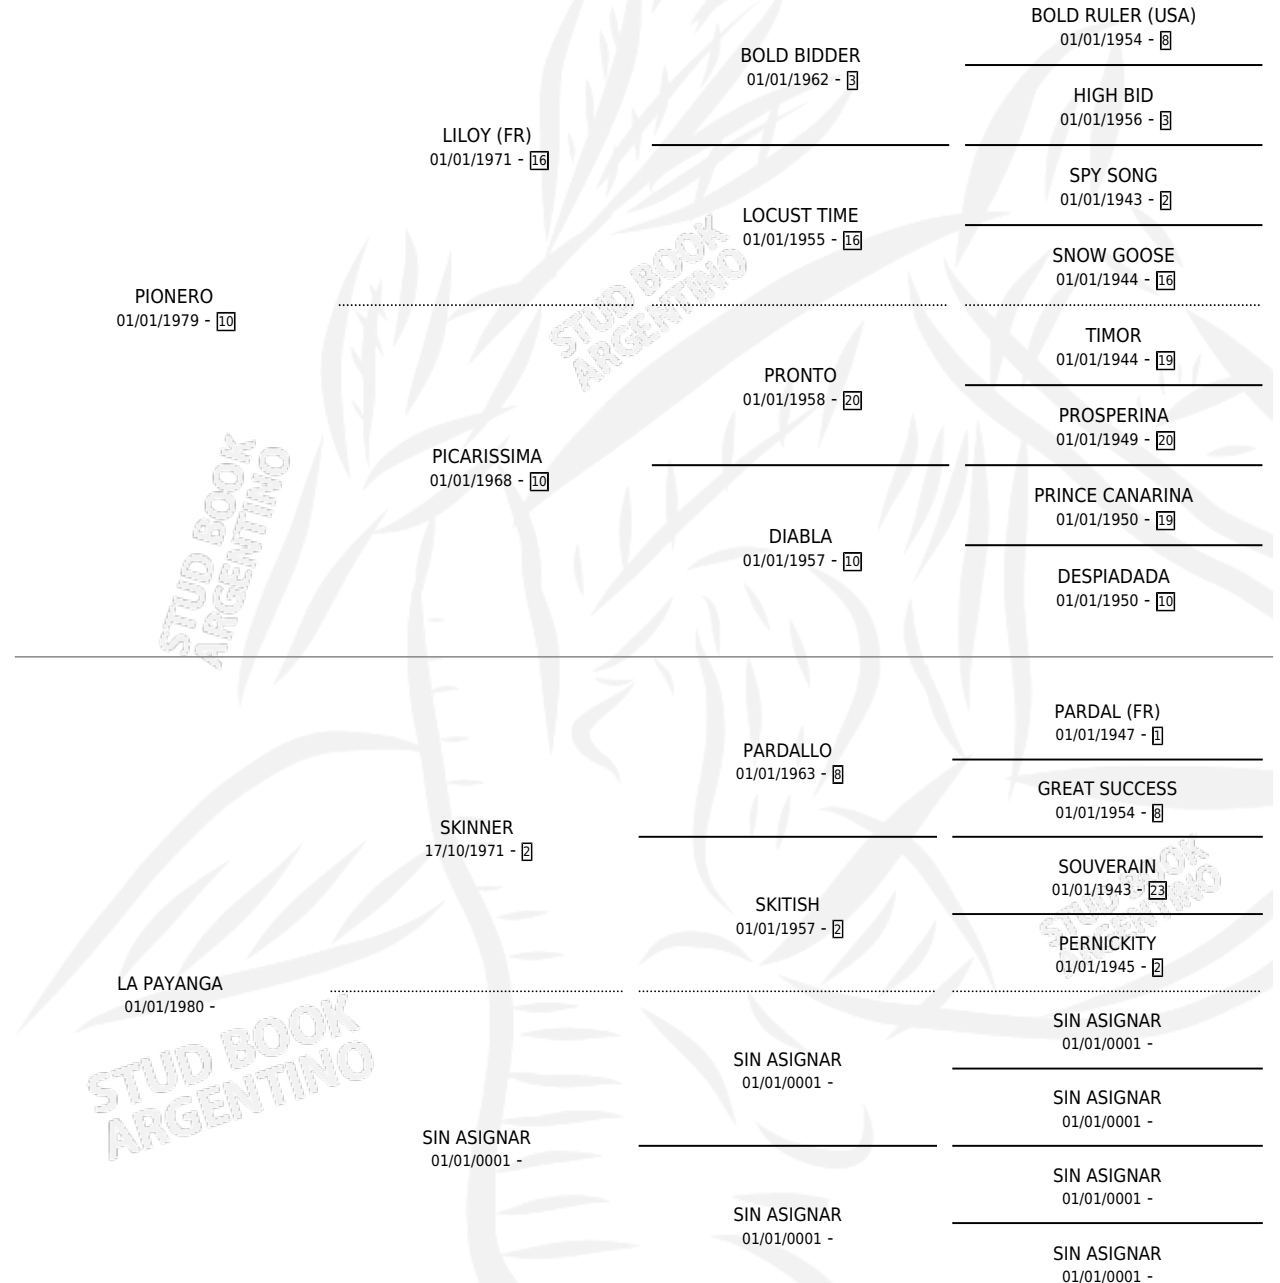 BOLD RULER (USA)
01/01/1954 - 8
BOLD BIDDER
01/01/1962 - 3
HIGH BID
01/01/1956 - 3
LILOY (FR)
01/01/1971 - 16
SPY SONG
01/01/1943 - 2
LOCUST TIME
01/01/1955 - 16
SNOW GOOSE
01/01/1944 - 16
PIONERO
01/01/1979 - 10
TIMOR
01/01/1944 - 19
PRONTO
01/01/1958 - 20
PROSPERINA
01/01/1949 - 20
PICARISSIMA
01/01/1968 - 10
PRINCE CANARINA
01/01/1950 - 19
DIABLA
01/01/1957 - 10
DESPIADADA
01/01/1950 - 10
STUD BOOK
ARGENTINO
STUD BOOK
ARGENTINO
PARDAL (FR)
01/01/1947 - 1
PARDALLO
01/01/1963 - 8
GREAT SUCCESS
01/01/1954 - 8
SKINNER
17/10/1971 - 2
SOUVERAIN
01/01/1943 - 23
SKITISH
01/01/1957 - 2
PERNICKITY
01/01/1945 - 2
STUD BOOK
ARGENTINO
LA PAYANGA
01/01/1980 -
SIN ASIGNAR
01/01/0001 -
SIN ASIGNAR
01/01/0001 -
SIN ASIGNAR
01/01/0001 -
SIN ASIGNAR
01/01/0001 -
SIN ASIGNAR
01/01/0001 -
SIN ASIGNAR
01/01/0001 -
SIN ASIGNAR
01/01/0001 -
STUD BOOK
ARGENTINO